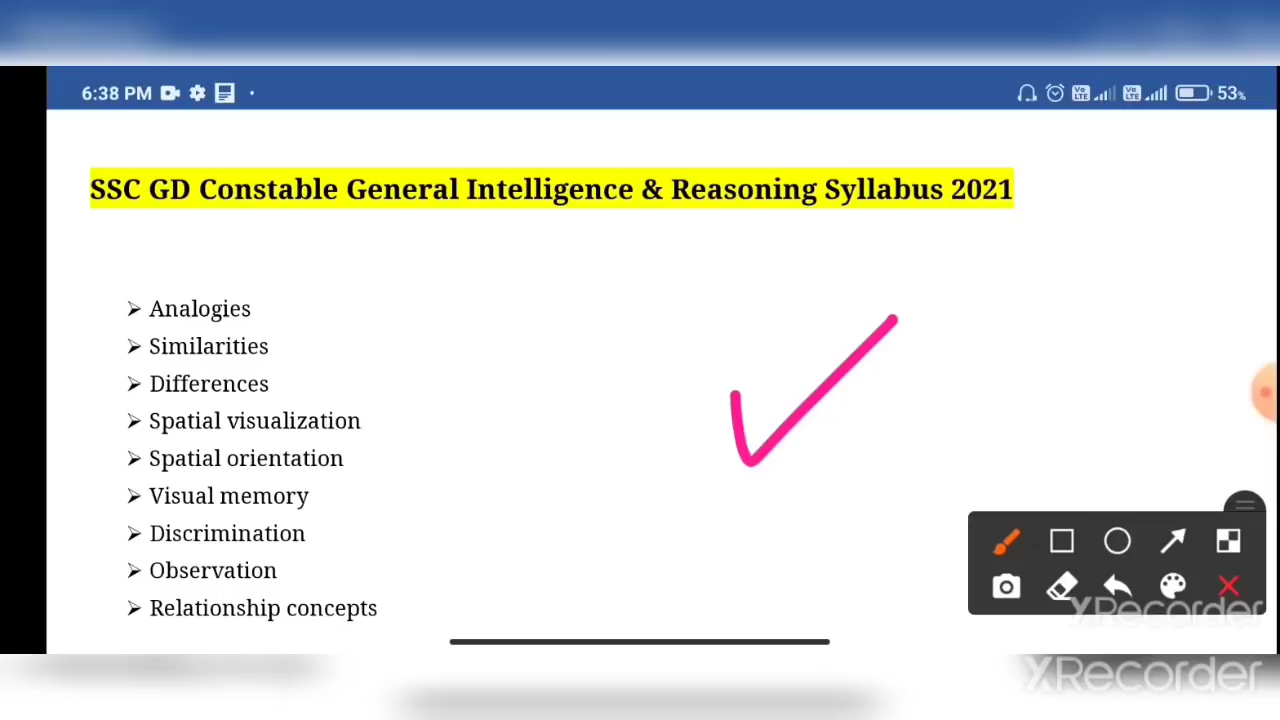 6:38 PM 53%
SSC GD Constable General Intelligence & Reasoning Syllabus 2021
➢ Analogies
➢ Similarities
➢ Differences
➢ Spatial visualization
➢ Spatial orientation
➢ Visual memory
➢ Discrimination
➢ Observation
➢ Relationship concepts
XRecorder
XRecorder